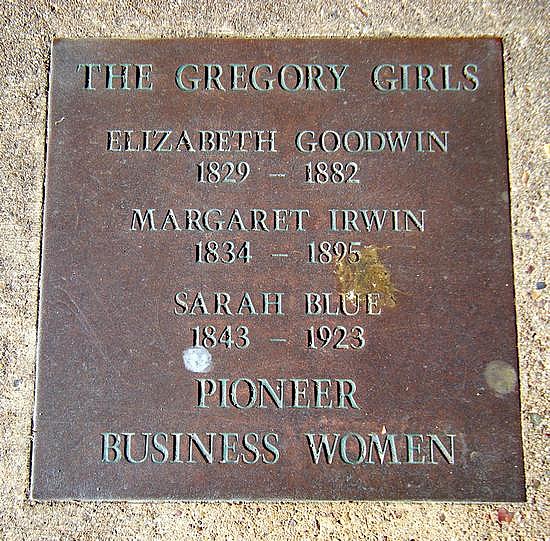 THE GREGORY GIRLS
ELIZABETH GOODWIN
1829 - 1882
MARGARET IRWIN
1834 - 1895
SARAH BLUE
1843 - 1923
PIONEER
BUSINESS WOMEN